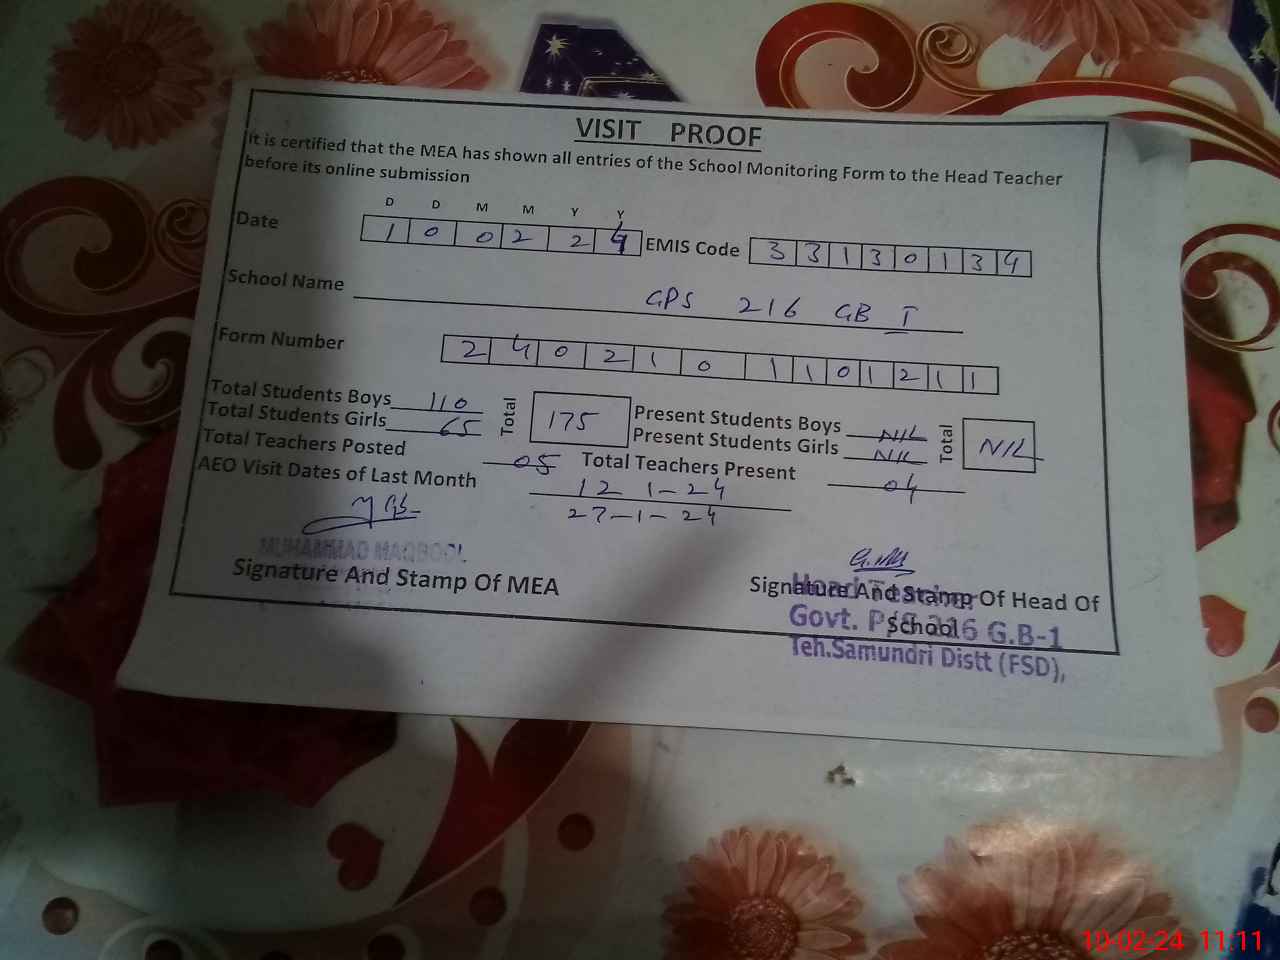 VISIT PROOF
It is certified that the MEA has shown all entries of the School Monitoring Form to the Head Teacher
before its online submission
D D M M Y Y
Date 1 0 0 2 2 4 EMIS Code 3 3 1 3 0 1 3 4
School Name GPS 216 GB I
Form Number 2 4 0 2 1 0 1 1 0 1 2 1 1
Total Students Boys 110 Total 175 Present Students Boys NIL Total NIL
Total Students Girls 65 Present Students Girls NIL
Total Teachers Posted 05 Total Teachers Present 04
AEO Visit Dates of Last Month 12 1-24
27-1-24
MUHAMMAD MAQBOOL
Signature And Stamp Of MEA
Signature And Stamp Of Head Of
School
Head Teacher
Govt. P/S 216 G.B-1
Teh.Samundri Distt (FSD),
10-02-24 11:11